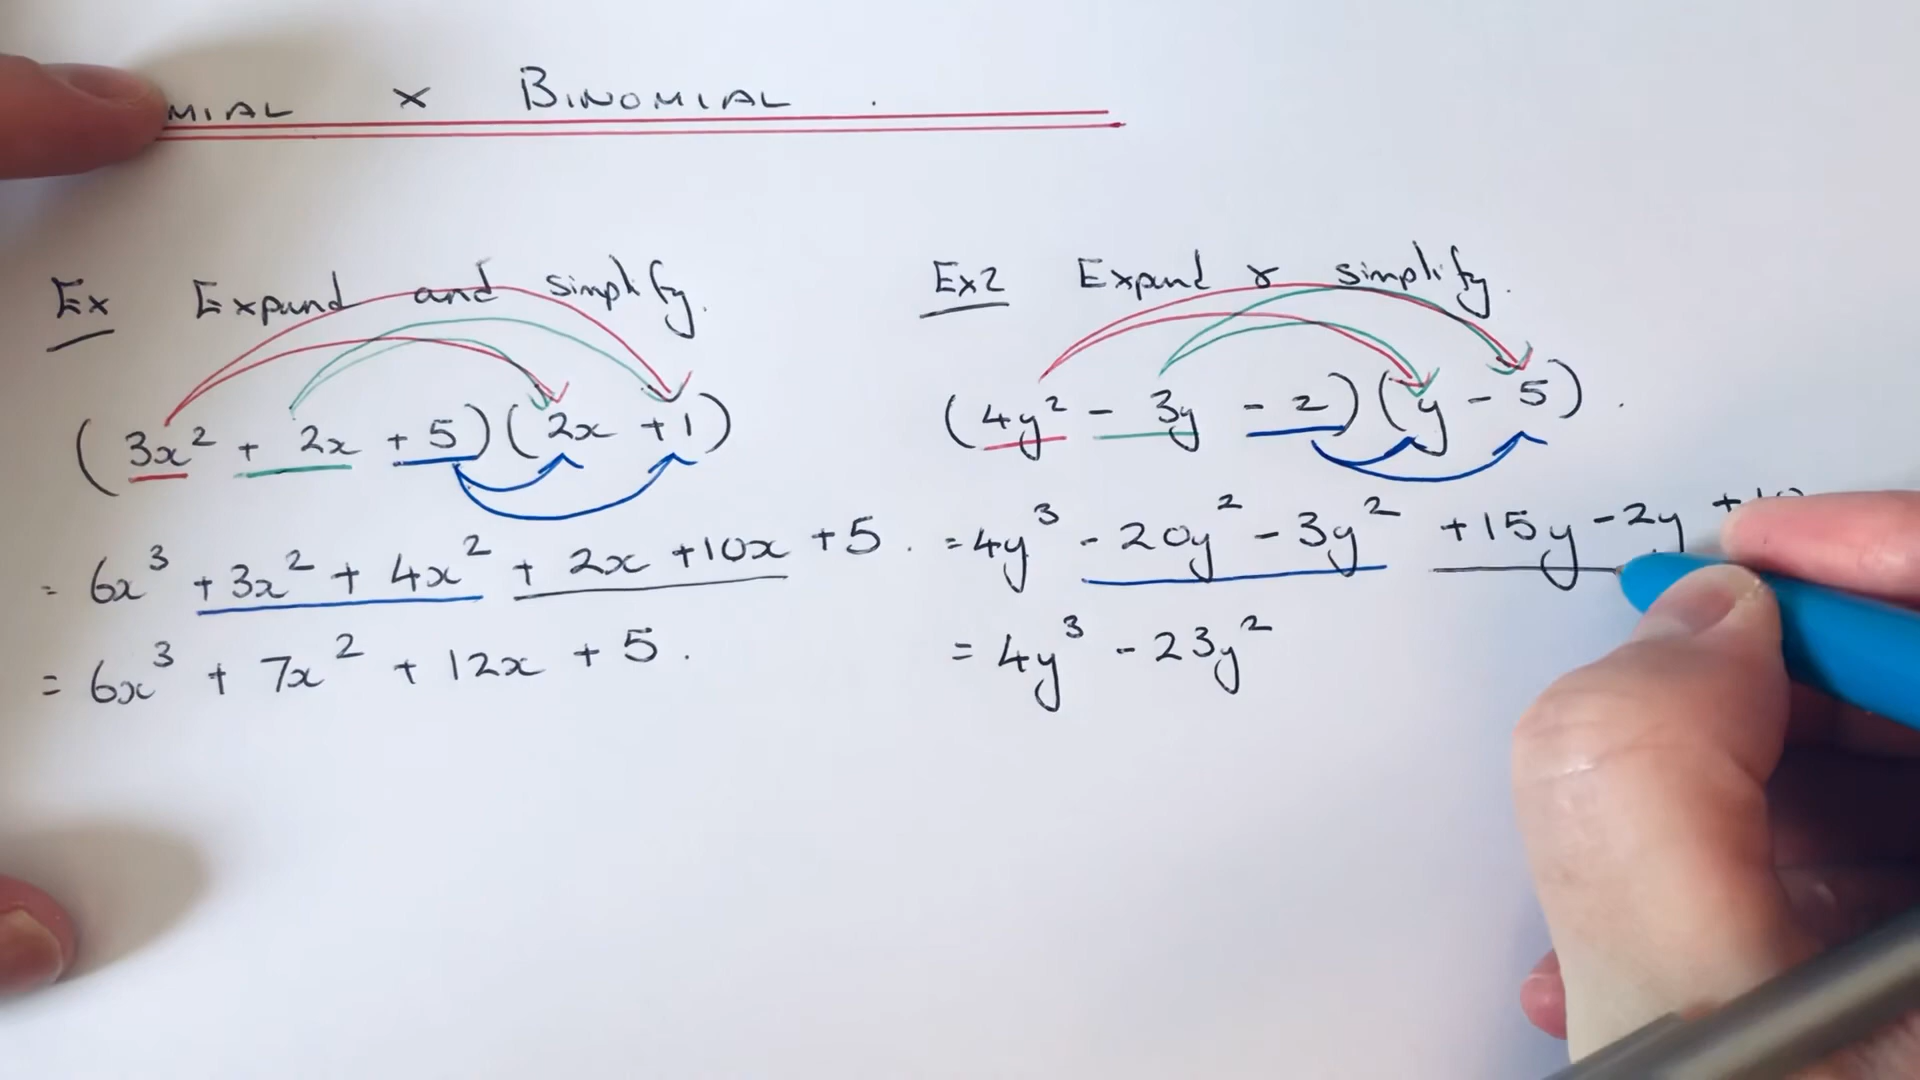 MIAL × BINOMIAL.
Ex Expand and simplify.
(3x² + 2x + 5)(2x + 1)
= 6x³ + 3x² + 4x² + 2x + 10x + 5.
= 6x³ + 7x² + 12x + 5.
Ex2 Expand & simplify.
(4y² - 3y - 2)(y - 5).
= 4y³ - 20y² - 3y² + 15y - 2y +
= 4y³ - 23y²